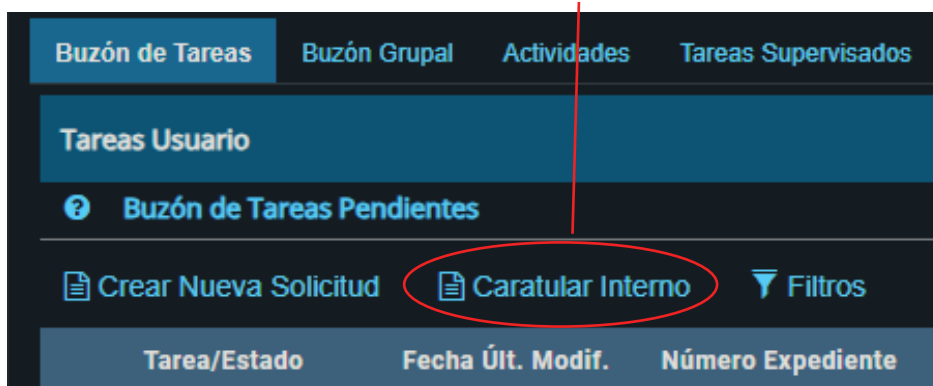 Buzón de Tareas Buzón Grupal Actividades Tareas Supervisados
Tareas Usuario
Buzón de Tareas Pendientes
Crear Nueva Solicitud Caratular Interno Filtros
Tarea/Estado Fecha Últ. Modif. Número Expediente